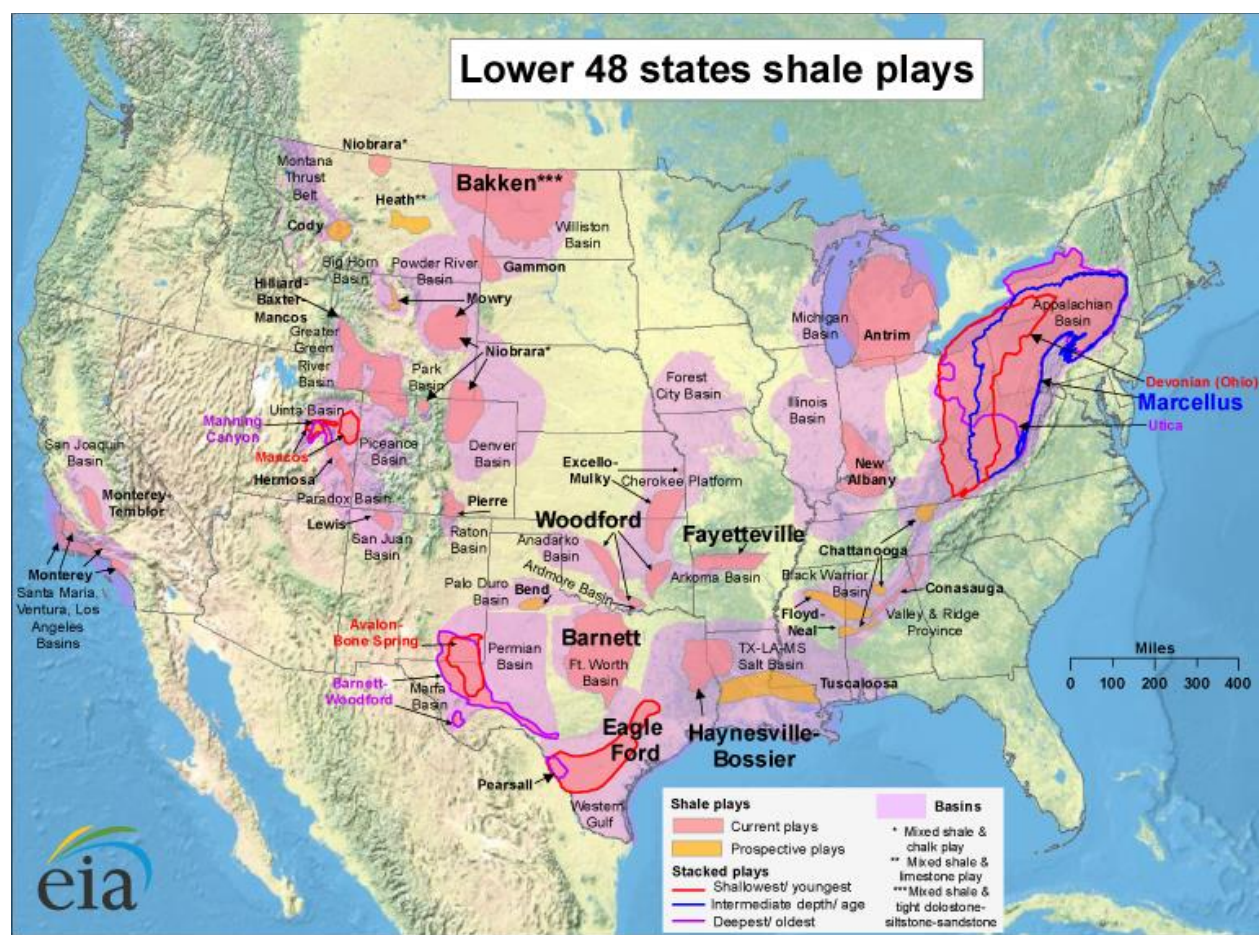 Lower 48 states shale plays
Niobrara*
Montana
Thrust
Belt
Bakken***
Heath**
Cody
Williston
Basin
Big Horn
Basin
Powder River
Basin
Gammon
Hilliard-
Baxter-
Mancos
Mowry
Greater
Green
River
Basin
Niobrara*
Park
Basin
Michigan
Basin
Antrim
Appalachian
Basin
Devonian (Ohio)
Marcellus
Utica
Forest
City Basin
Illinois
Basin
Uinta Basin
Manning
Canyon
Mancos
Piceance
Basin
Denver
Basin
San Joaquin
Basin
Hermosa
Paradox Basin
Monterey-
Temblor
Excello-
Mulky
Cherokee Platform
New
Albany
Pierre
Lewis
San Juan
Basin
Raton
Basin
Woodford
Anadarko
Basin
Fayetteville
Chattanooga
Arkoma Basin
Black Warrior
Basin
Conasauga
Monterey
Santa Maria,
Ventura, Los
Angeles
Basins
Palo Duro
Basin
Bend
Ardmore Basin
Floyd-
Neal
Valley & Ridge
Province
Avalon-
Bone Spring
Permian
Basin
Barnett
Ft. Worth
Basin
TX-LA-MS
Salt Basin
Miles
0 100 200 300 400
Barnett-
Woodford
Marfa
Basin
Tuscaloosa
Eagle
Ford
Haynesville-
Bossier
Pearsall
Western
Gulf
Shale plays
Current plays
Prospective plays
Stacked plays
Shallowest/ youngest
Intermediate depth/ age
Deepest/ oldest
Basins
* Mixed shale &
chalk play
** Mixed shale &
limestone play
***Mixed shale &
tight dolostone-
siltstone-sandstone
eia